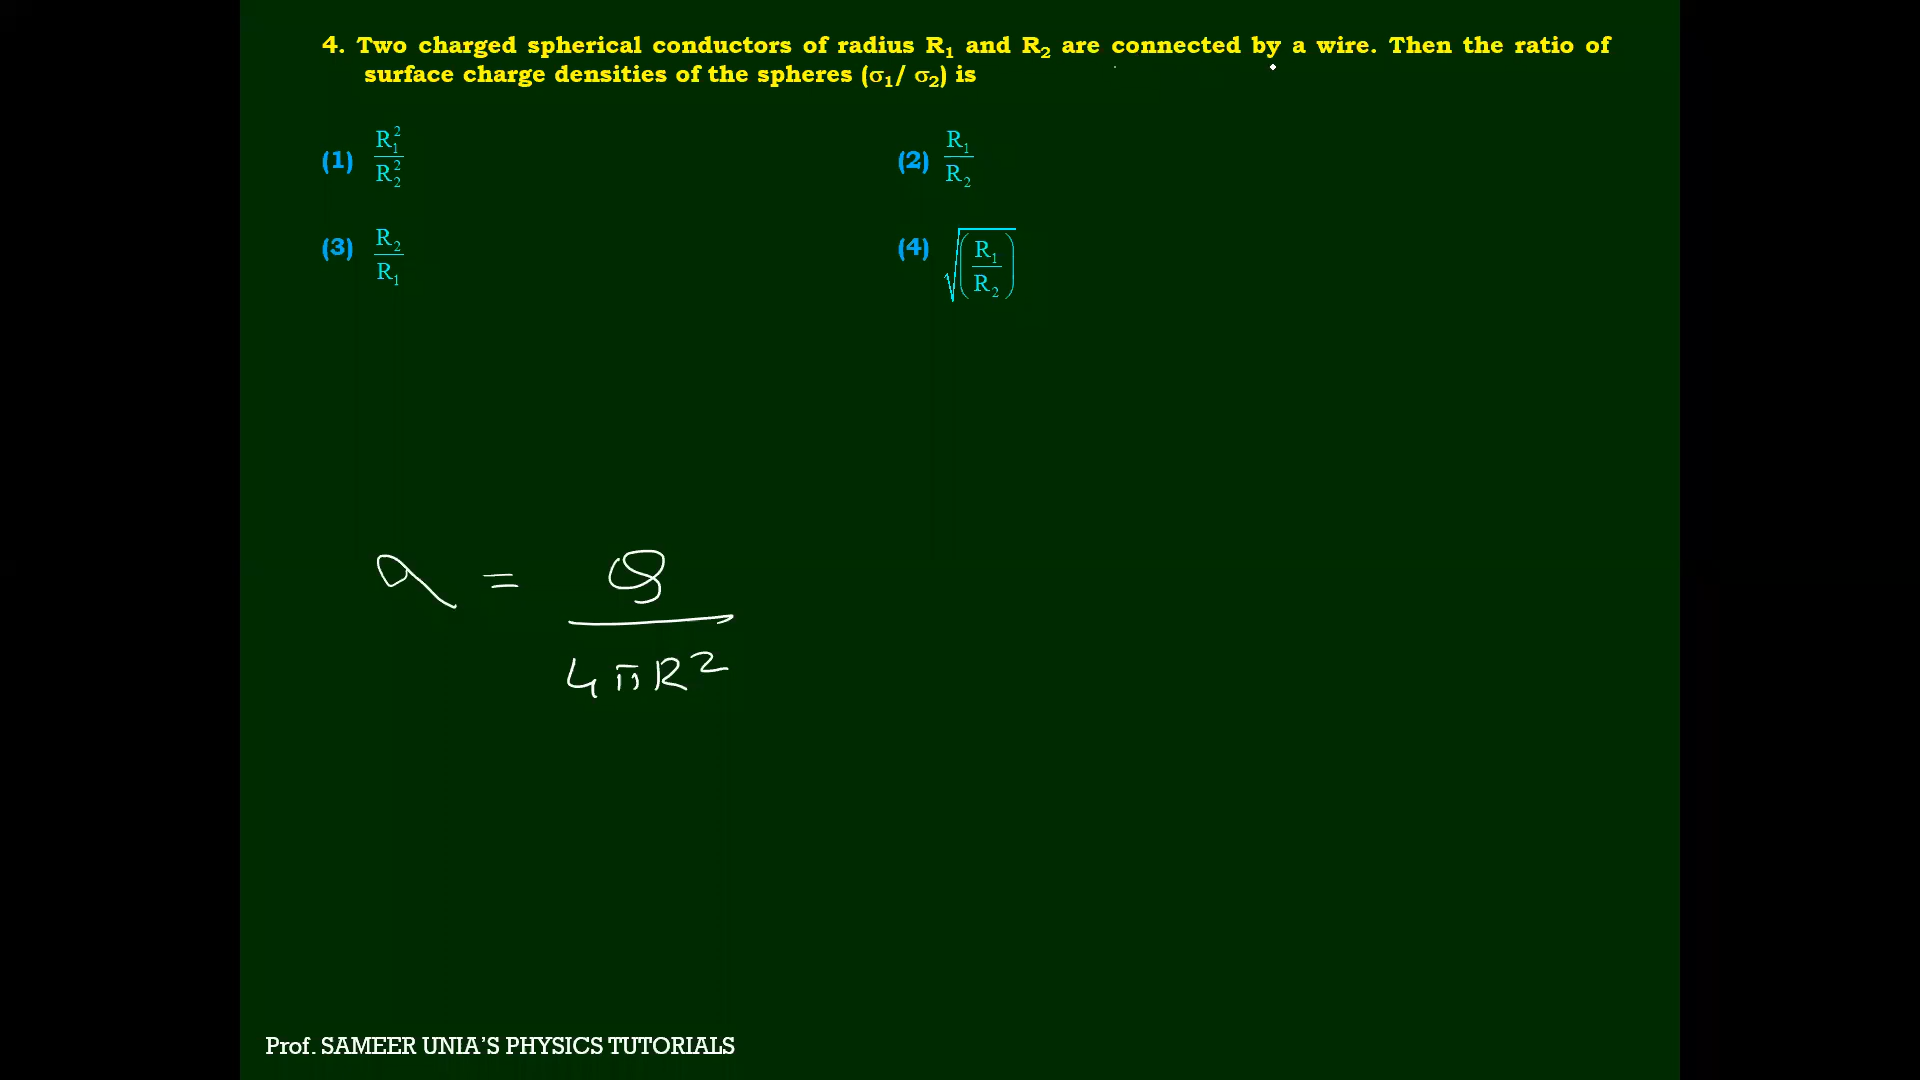 4. Two charged spherical conductors of radius R₁ and R₂ are connected by a wire. Then the ratio of
surface charge densities of the spheres (σ₁/ σ₂) is
(1) R₁²/R₂² (2) R₁/R₂
(3) R₂/R₁ (4) √(R₁/R₂)
σ = Q
4πR²
Prof. SAMEER UNIA’S PHYSICS TUTORIALS